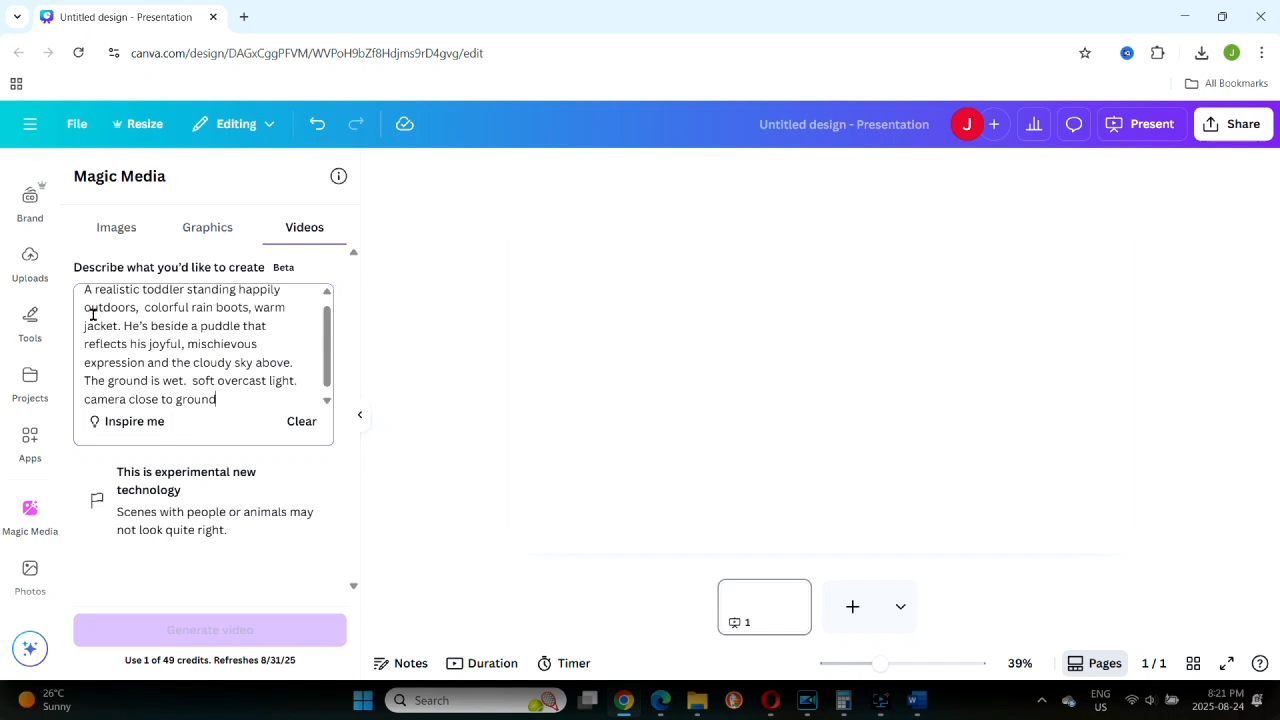 Untitled design - Presentation
canva.com/design/DAGxCggPFVM/WVPoH9bZf8Hdjms9rD4gvg/edit
J
All Bookmarks
File
Resize
Editing
Untitled design - Presentation
J
Present
Share
Magic Media
Brand
Uploads
Tools
Projects
Apps
Magic Media
Photos
Images
Graphics
Videos
Describe what you'd like to create Beta
A realistic toddler standing happily
outdoors,  colorful rain boots, warm
jacket. He's beside a puddle that
reflects his joyful, mischievous
expression and the cloudy sky above.
The ground is wet.  soft overcast light.
camera close to ground
Inspire me
Clear
This is experimental new
technology
Scenes with people or animals may
not look quite right.
Generate video
Use 1 of 49 credits. Refreshes 8/31/25
1
Notes
Duration
Timer
39%
Pages
1 / 1
26°C
Sunny
Search
ENG
US
8:21 PM
2025-08-24